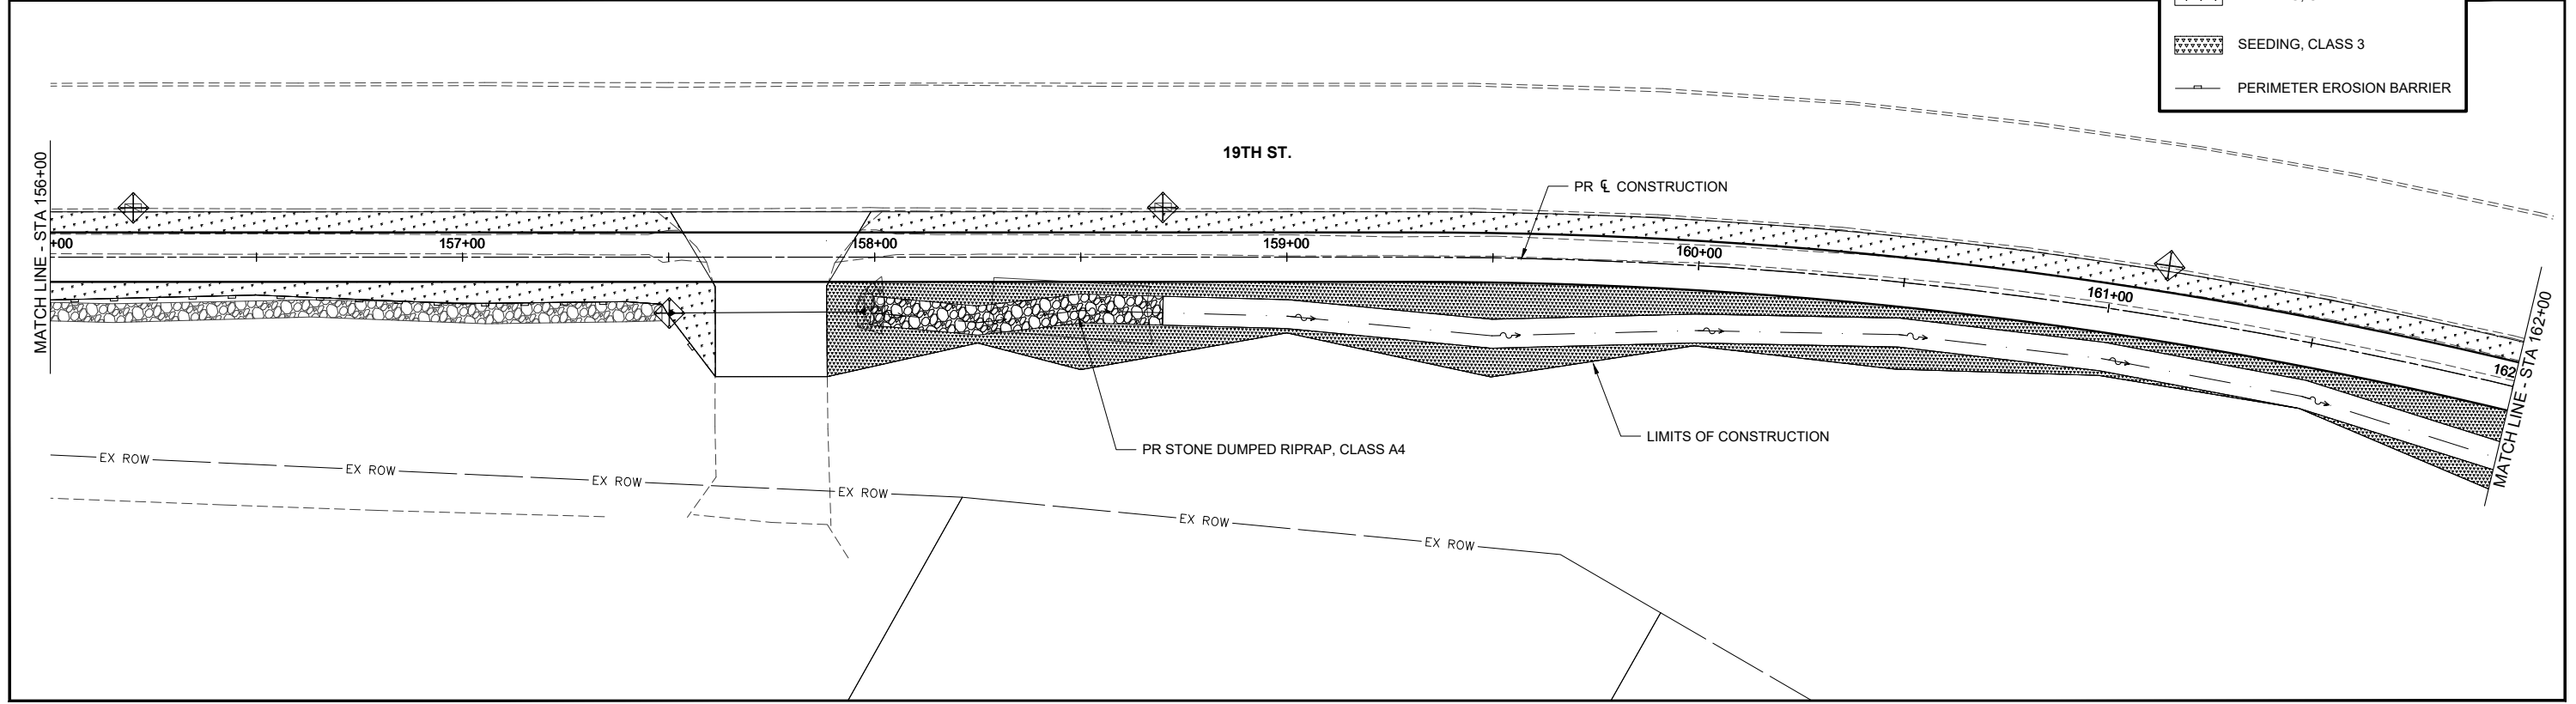 SEEDING, CLASS 3
PERIMETER EROSION BARRIER
19TH ST.
MATCH LINE - STA 156+00
PR ℄ CONSTRUCTION
+00
157+00
158+00
159+00
160+00
161+00
162
MATCH LINE - STA 162+00
LIMITS OF CONSTRUCTION
PR STONE DUMPED RIPRAP, CLASS A4
EX ROW
EX ROW
EX ROW
EX ROW
EX ROW
EX ROW